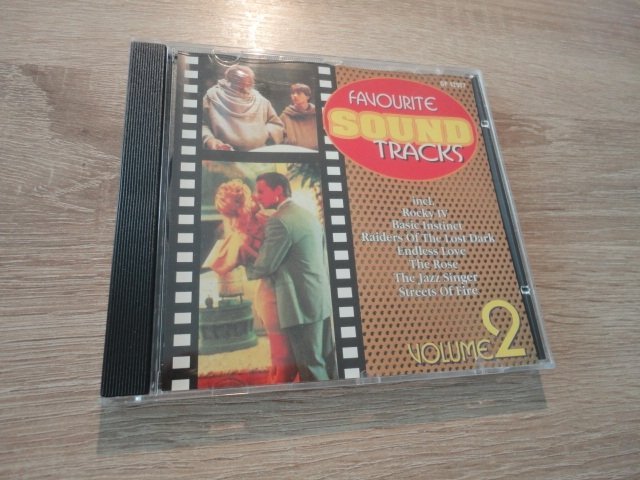 FAVOURITE
SOUND
TRACKS
incl.
Rocky IV
Basic Instinct
Raiders Of The Lost Dark
Endless Love
The Rose
The Jazz Singer
Streets Of Fire
VOLUME 2